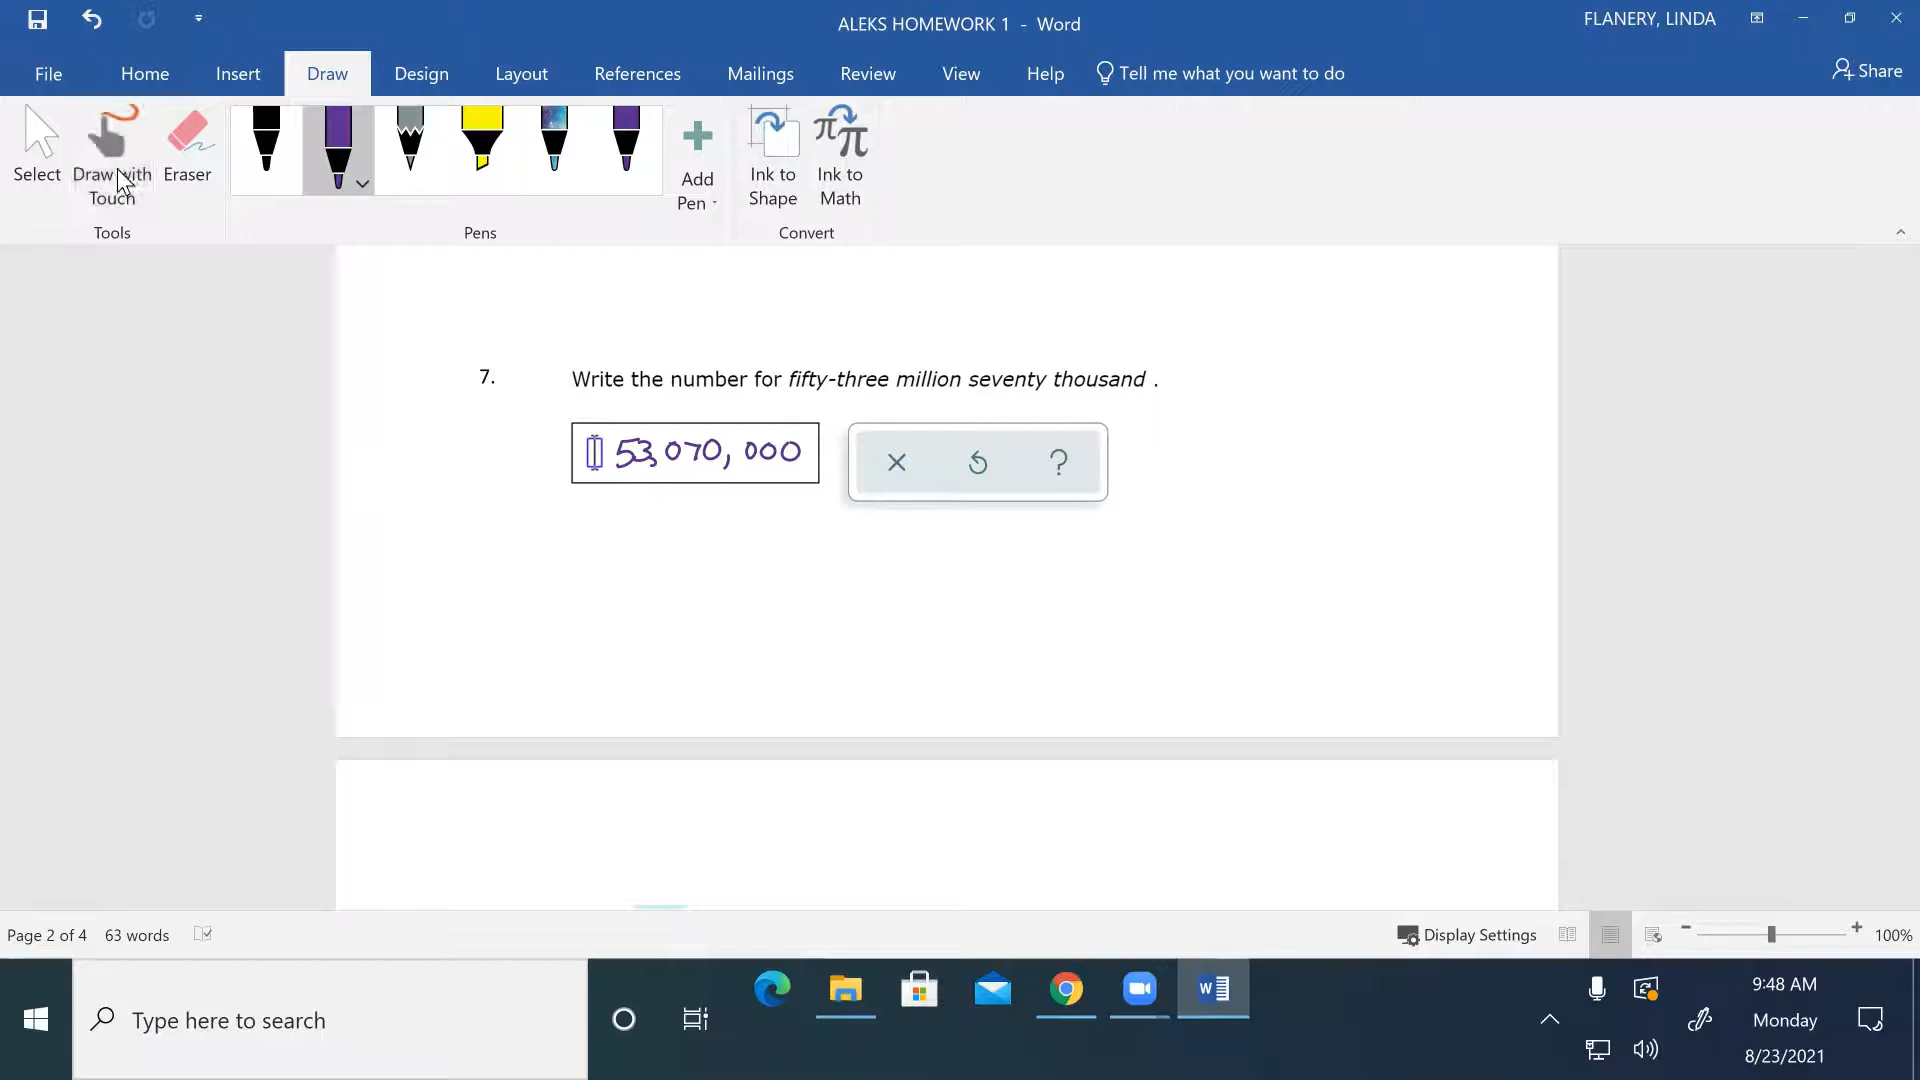 ALEKS HOMEWORK 1 - Word
FLANERY, LINDA
File Home Insert Draw Design Layout References Mailings Review View Help Tell me what you want to do Share
Select Draw with Touch Eraser
Add Pen
Ink to Shape
Ink to Math
Tools Pens Convert
7. Write the number for fifty-three million seventy thousand .
53,070,000
Page 2 of 4 63 words Display Settings 100%
Type here to search
9:48 AM
Monday
8/23/2021